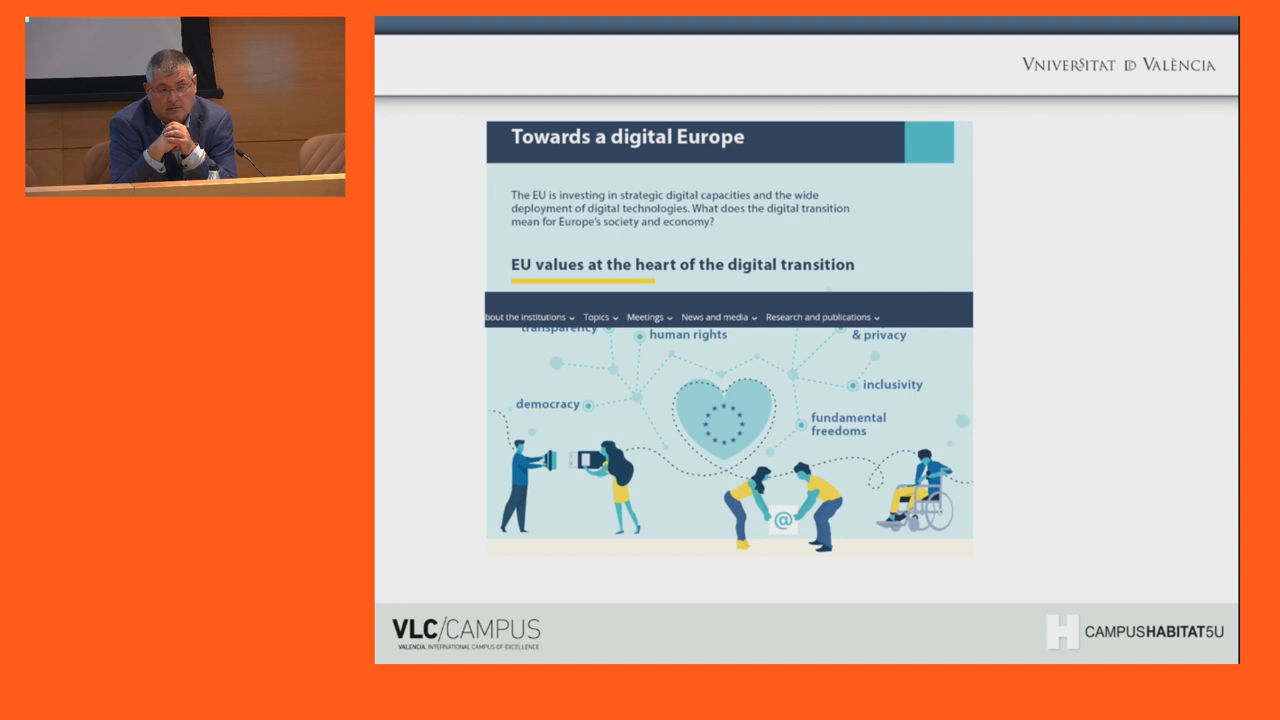 VNIVERSITAT D VALÈNCIA
Towards a digital Europe
The EU is investing in strategic digital capacities and the wide
deployment of digital technologies. What does the digital transition
mean for Europe's society and economy?
EU values at the heart of the digital transition
bout the institutions Topics Meetings News and media Research and publications
transparency
human rights
& privacy
inclusivity
democracy
fundamental
freedoms
@
VLC/CAMPUS
VALENCIA. INTERNATIONAL CAMPUS OF EXCELLENCE
H CAMPUSHABITAT5U